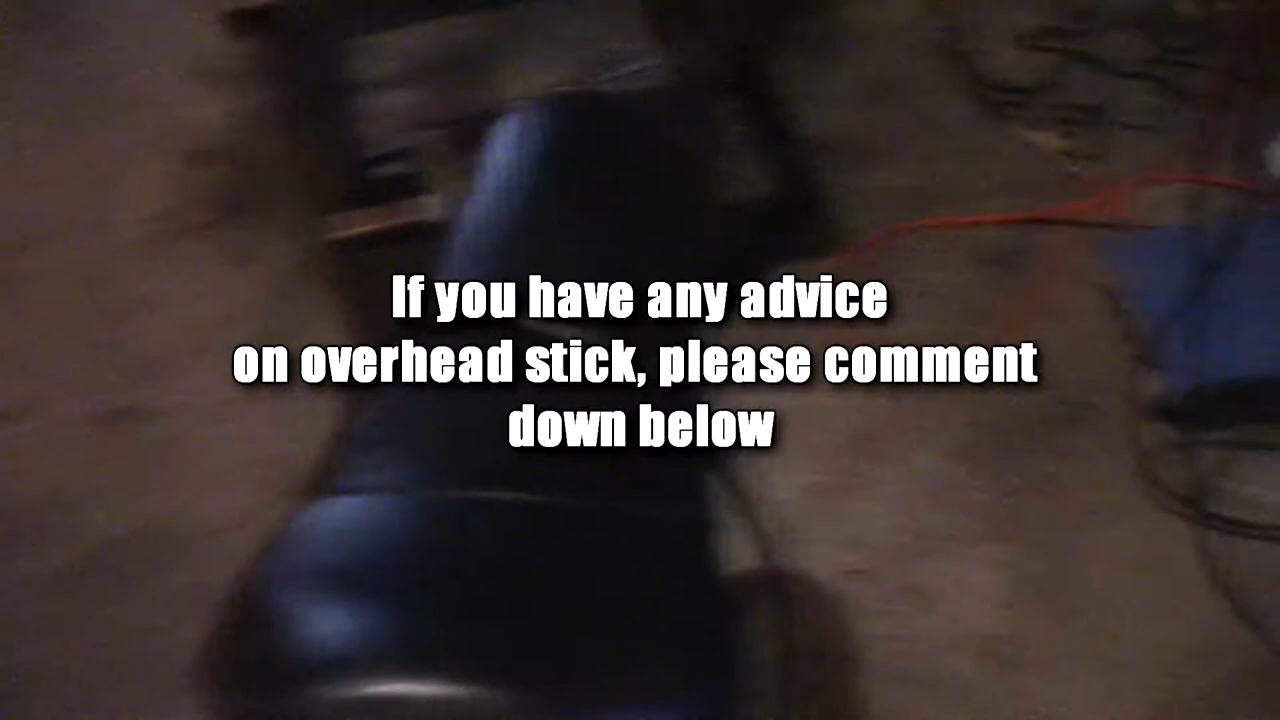 If you have any advice
on overhead stick, please comment
down below